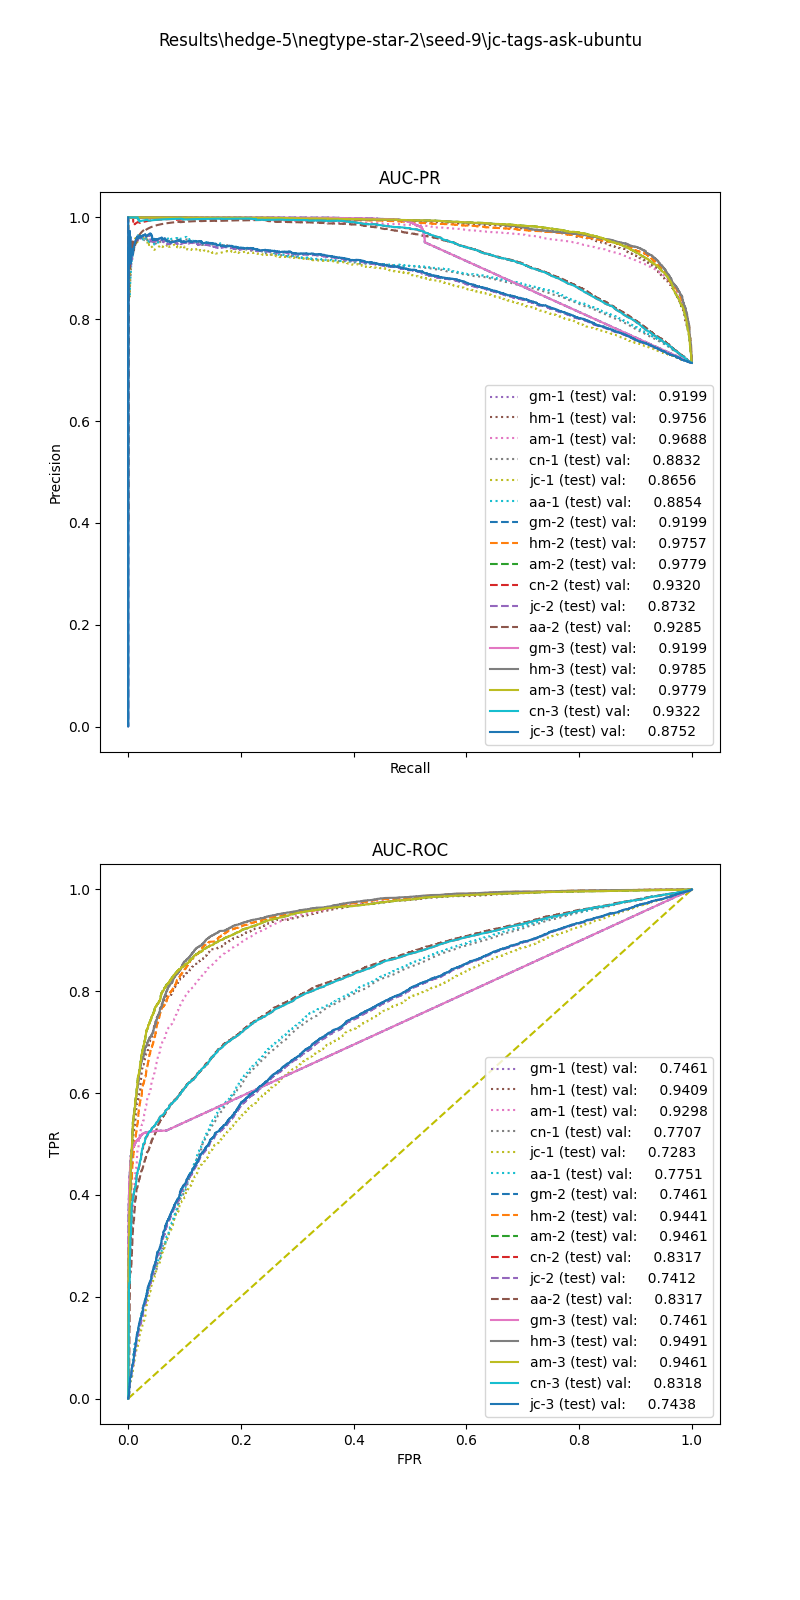 Results\hedge-5\negtype-star-2\seed-9\jc-tags-ask-ubuntu
AUC-PR
1.0
0.8
0.6
0.4
0.2
0.0
Precision
gm-1 (test) val: 0.9199
hm-1 (test) val: 0.9756
am-1 (test) val: 0.9688
cn-1 (test) val: 0.8832
jc-1 (test) val: 0.8656
aa-1 (test) val: 0.8854
gm-2 (test) val: 0.9199
hm-2 (test) val: 0.9757
am-2 (test) val: 0.9779
cn-2 (test) val: 0.9320
jc-2 (test) val: 0.8732
aa-2 (test) val: 0.9285
gm-3 (test) val: 0.9199
hm-3 (test) val: 0.9785
am-3 (test) val: 0.9779
cn-3 (test) val: 0.9322
jc-3 (test) val: 0.8752
Recall
AUC-ROC
1.0
0.8
0.6
0.4
0.2
0.0
TPR
gm-1 (test) val: 0.7461
hm-1 (test) val: 0.9409
am-1 (test) val: 0.9298
cn-1 (test) val: 0.7707
jc-1 (test) val: 0.7283
aa-1 (test) val: 0.7751
gm-2 (test) val: 0.7461
hm-2 (test) val: 0.9441
am-2 (test) val: 0.9461
cn-2 (test) val: 0.8317
jc-2 (test) val: 0.7412
aa-2 (test) val: 0.8317
gm-3 (test) val: 0.7461
hm-3 (test) val: 0.9491
am-3 (test) val: 0.9461
cn-3 (test) val: 0.8318
jc-3 (test) val: 0.7438
0.0 0.2 0.4 0.6 0.8 1.0
FPR